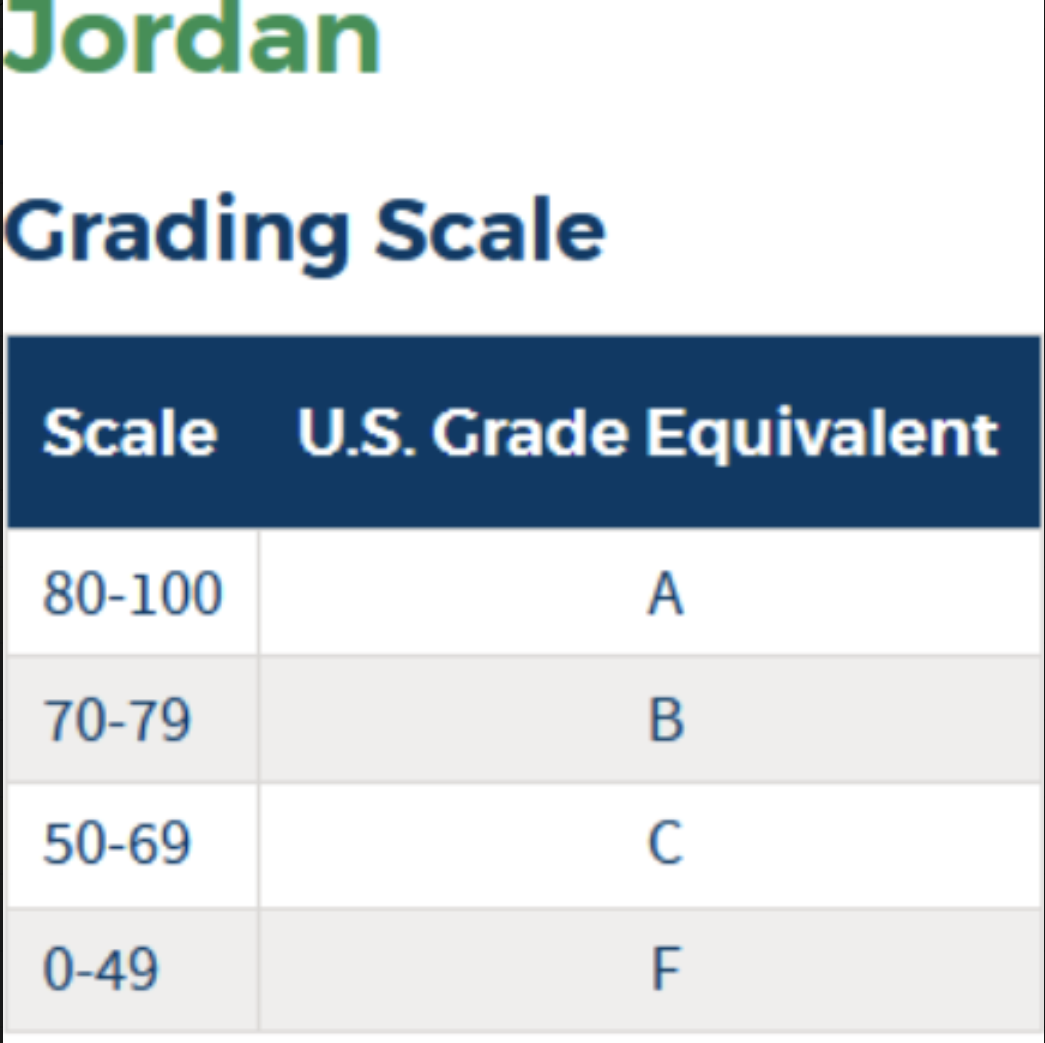 Jordan
Grading Scale
Scale U.S. Grade Equivalent
80-100 A
70-79 B
50-69 C
0-49 F